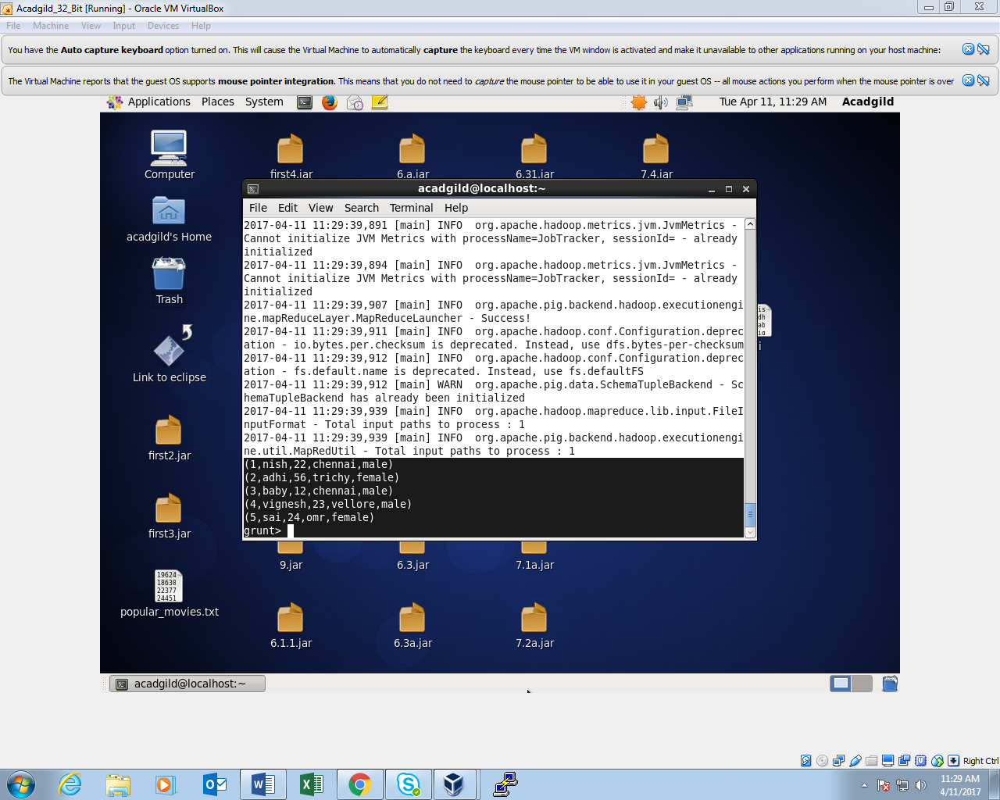 Acadgild_32_Bit [Running] - Oracle VM VirtualBox
File Machine View Input Devices Help
You have the Auto capture keyboard option turned on. This will cause the Virtual Machine to automatically capture the keyboard every time the VM window is activated and make it unavailable to other applications running on your host machine:
The Virtual Machine reports that the guest OS supports mouse pointer integration. This means that you do not need to capture the mouse pointer to be able to use it in your guest OS -- all mouse actions you perform when the mouse pointer is over
Applications Places System Tue Apr 11, 11:29 AM Acadgild
Computer first4.jar 6.a.jar 6.31.jar 7.4.jar
acadgild@localhost:~
File Edit View Search Terminal Help
2017-04-11 11:29:39,891 [main] INFO  org.apache.hadoop.metrics.jvm.JvmMetrics -
Cannot initialize JVM Metrics with processName=JobTracker, sessionId= - already
initialized
2017-04-11 11:29:39,894 [main] INFO  org.apache.hadoop.metrics.jvm.JvmMetrics -
Cannot initialize JVM Metrics with processName=JobTracker, sessionId= - already
initialized
2017-04-11 11:29:39,907 [main] INFO  org.apache.pig.backend.hadoop.executionengi
ne.mapReduceLayer.MapReduceLauncher - Success!
2017-04-11 11:29:39,911 [main] INFO  org.apache.hadoop.conf.Configuration.deprec
ation - io.bytes.per.checksum is deprecated. Instead, use dfs.bytes-per-checksum
2017-04-11 11:29:39,912 [main] INFO  org.apache.hadoop.conf.Configuration.deprec
ation - fs.default.name is deprecated. Instead, use fs.defaultFS
2017-04-11 11:29:39,912 [main] WARN  org.apache.pig.data.SchemaTupleBackend - Sc
hemaTupleBackend has already been initialized
2017-04-11 11:29:39,939 [main] INFO  org.apache.hadoop.mapreduce.lib.input.FileI
nputFormat - Total input paths to process : 1
2017-04-11 11:29:39,939 [main] INFO  org.apache.pig.backend.hadoop.executionengi
ne.util.MapRedUtil - Total input paths to process : 1
(1,nish,22,chennai,male)
(2,adhi,56,trichy,female)
(3,baby,12,chennai,male)
(4,vignesh,23,vellore,male)
(5,sai,24,omr,female)
grunt>
acadgild's Home
Trash
Link to eclipse
first2.jar
first3.jar
9.jar 6.3.jar 7.1a.jar
19624
18630
22377
24451
popular_movies.txt
6.1.1.jar 6.3a.jar 7.2a.jar
is
dh
ab
i
acadgild@localhost:~
Right Ctrl
11:29 AM
4/11/2017